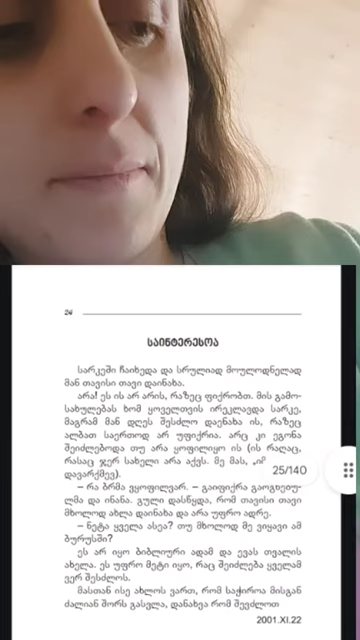 24
ᲡᲐᲘᲜᲢᲔᲠᲔᲡᲝᲐ
სარკეში ჩაიხედა და სრულიად მოულოდნელად
მან თავისი თავი დაინახა.
არა! ეს ის არ არის, რაზეც ფიქრობთ. მის გამო-
სახულებას ხომ ყოველთვის ირეკლავდა სარკე,
მაგრამ მან დღეს შესძლო დაენახა ის, რაზეც
ალბათ საერთოდ არ უფიქრია. არც კი ეგონა
შეიძლებოდა თუ არა ყოფილიყო ის (ის რაღაც,
რასაც ჯერ სახელი არა აქვს. მე მას,
დავარქმევ).
25/140
– რა ბრმა ვყოფილვარ. – გაიფიქრა გაოგნებუ-
ლმა და ინანა. გული დასწყდა, რომ თავისი თავი
მხოლოდ ახლა დაინახა და არა უფრო ადრე.
– ნეტა ყველა ასეა? თუ მხოლოდ მე ვიყავი ამ
ბურუსში?
ეს არ იყო ბიბლიური ადამ და ევას თვალის
ახელა. ეს უფრო მეტი იყო, რაც შეიძლება ყველამ
ვერ შესძლოს.
მასთან ისე ახლოს ვართ, რომ საჭიროა მისგან
ძალიან შორს გასვლა, დანახვა რომ შევძლოთ
2001.XI.22